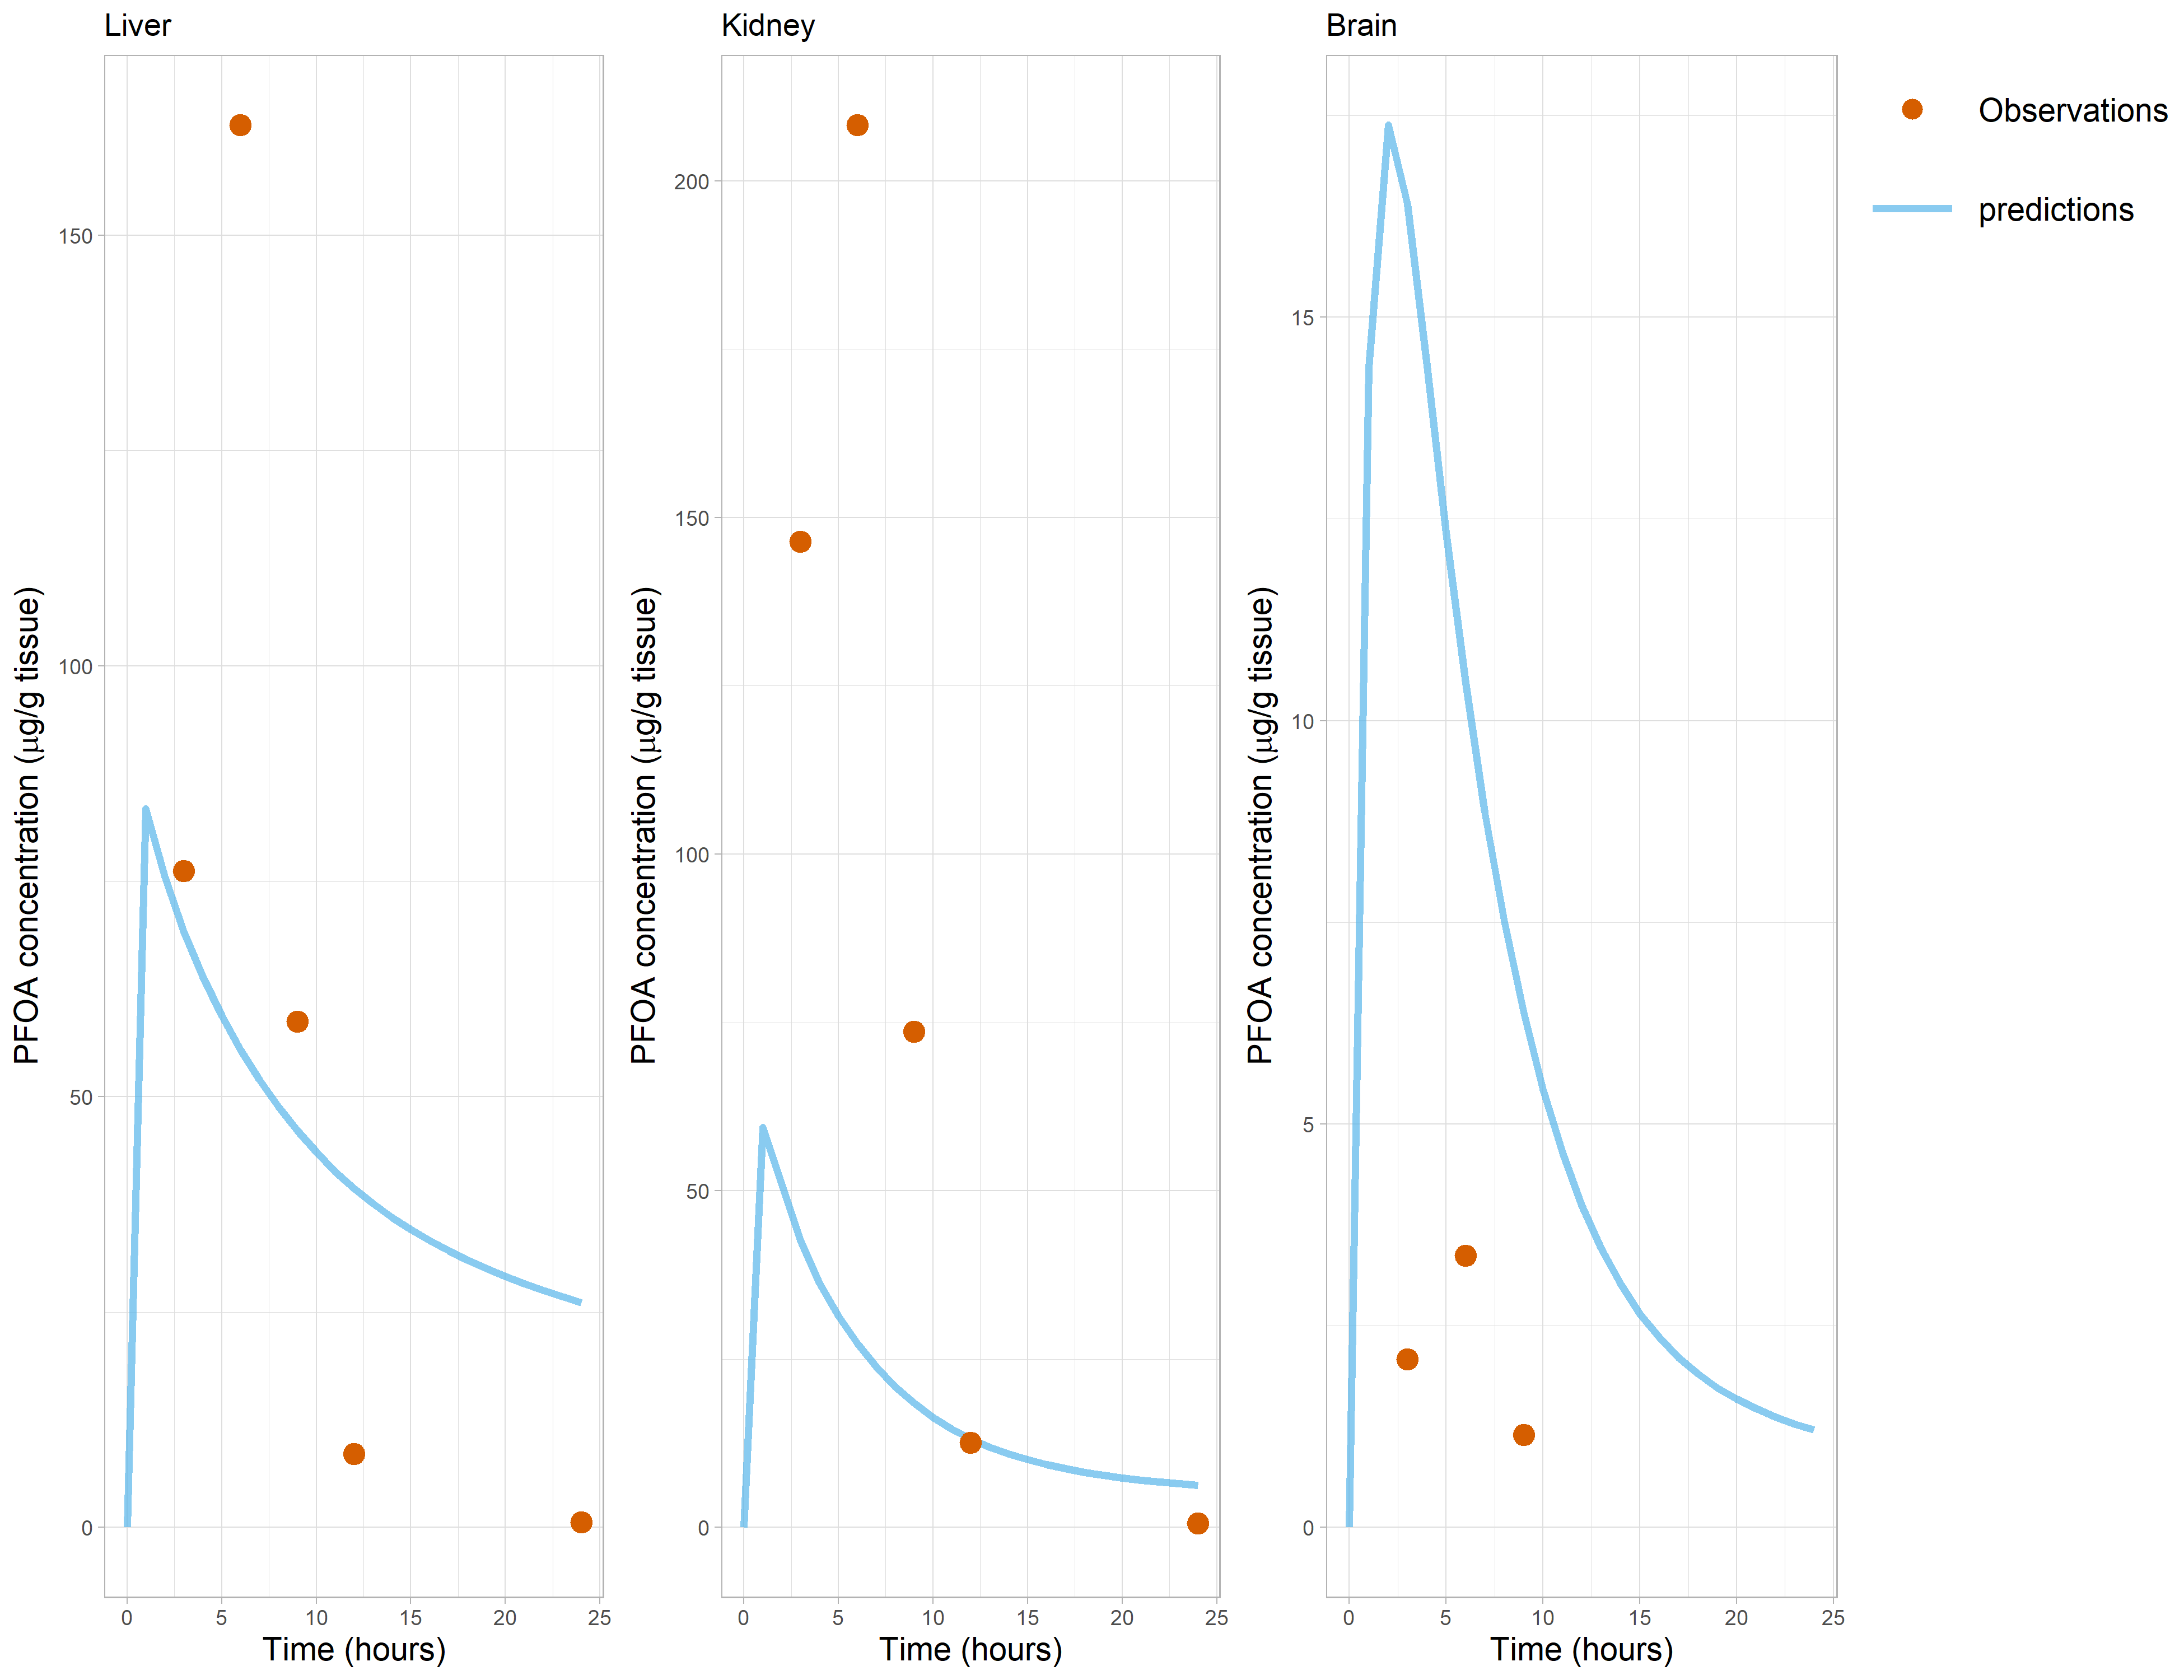 Liver
PFOA concentration (μg/g tissue)
150
100
50
0
0 5 10 15 20 25
Time (hours)
Kidney
PFOA concentration (μg/g tissue)
200
150
100
50
0
0 5 10 15 20 25
Time (hours)
Brain
PFOA concentration (μg/g tissue)
15
10
5
0
0 5 10 15 20 25
Time (hours)
Observations
predictions